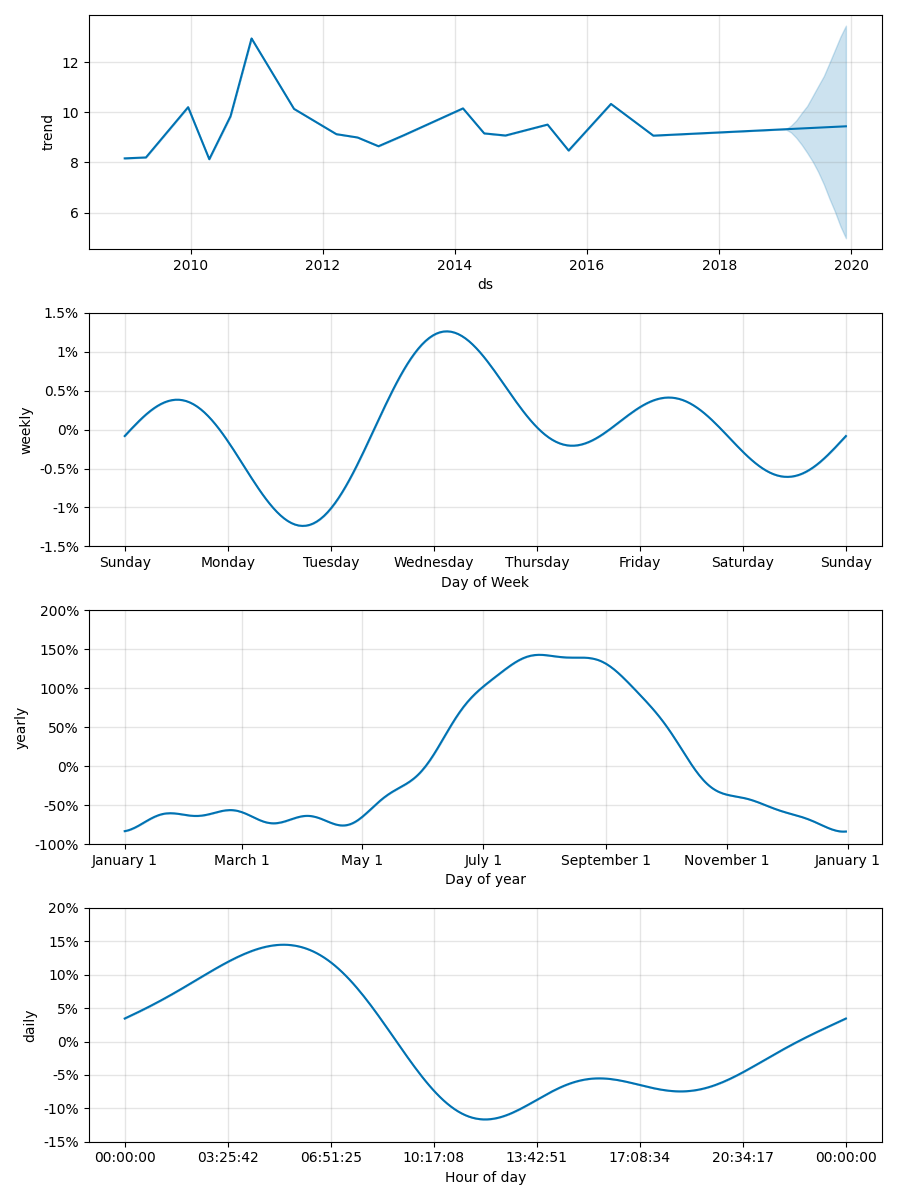 12
10
8
6
trend
2010 2012 2014 2016 2018 2020
ds
1.5%
1%
0.5%
0%
-0.5%
-1%
-1.5%
weekly
Sunday Monday Tuesday Wednesday Thursday Friday Saturday Sunday
Day of Week
200%
150%
100%
50%
0%
-50%
-100%
yearly
January 1 March 1 May 1 July 1 September 1 November 1 January 1
Day of year
20%
15%
10%
5%
0%
-5%
-10%
-15%
daily
00:00:00 03:25:42 06:51:25 10:17:08 13:42:51 17:08:34 20:34:17 00:00:00
Hour of day